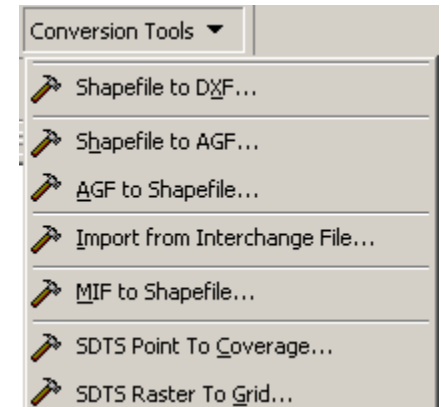 Conversion Tools
Shapefile to DXF...
Shapefile to AGF...
AGF to Shapefile...
Import from Interchange File...
MIF to Shapefile...
SDTS Point To Coverage...
SDTS Raster To Grid...